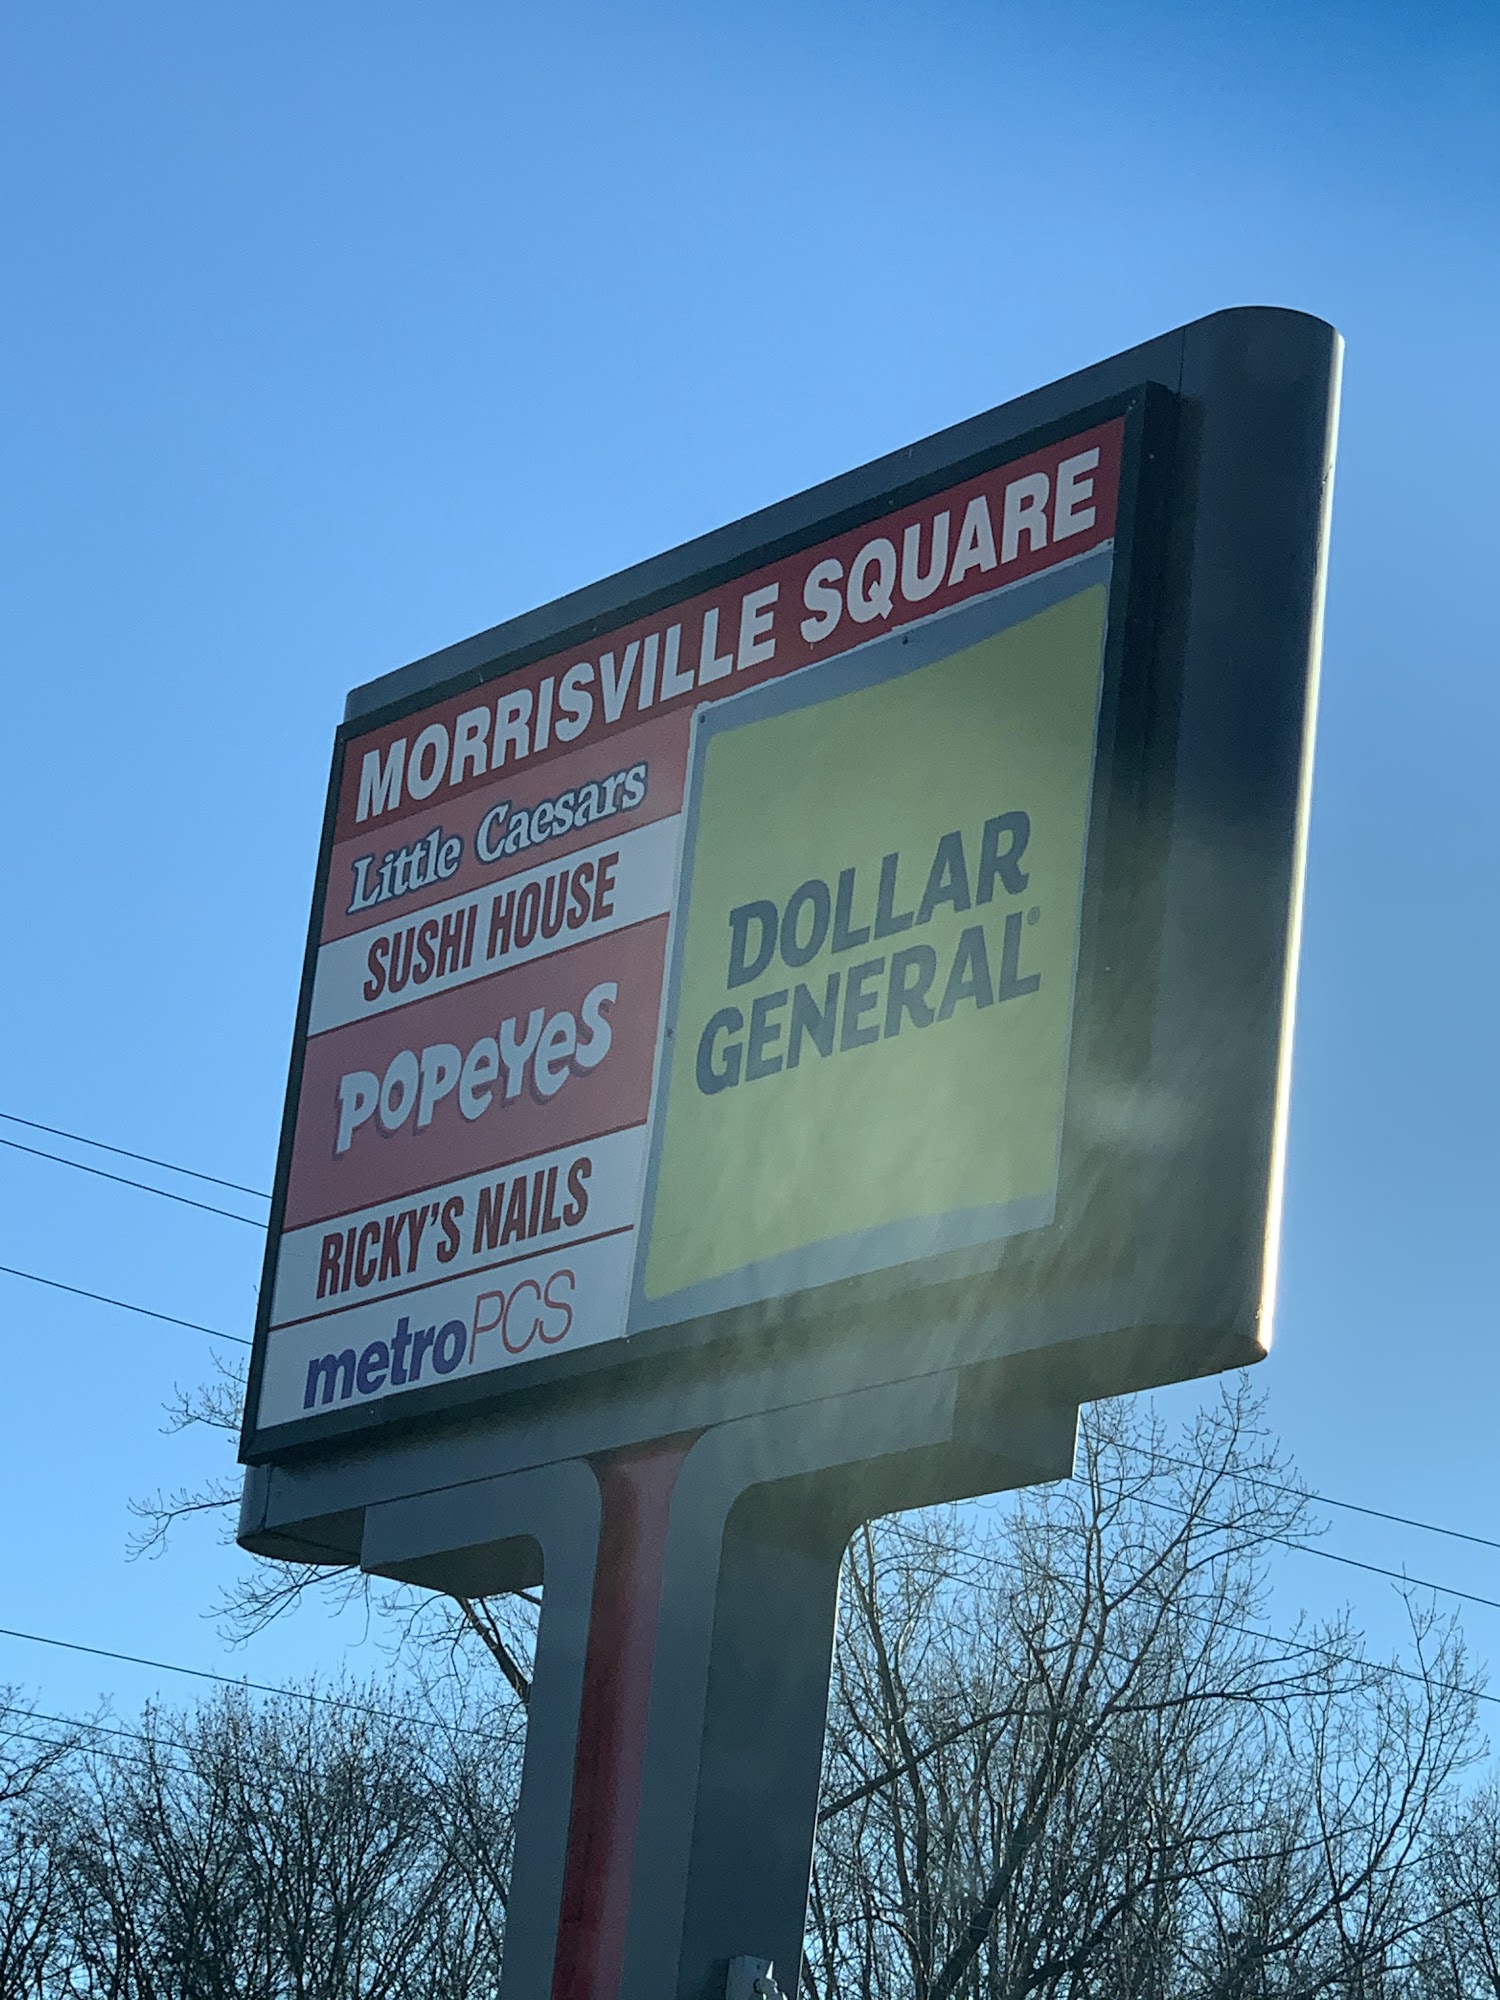 MORRISVILLE SQUARE
Little Caesars
SUSHI HOUSE
POPEYES
RICKY'S NAILS
metroPCS
DOLLAR
GENERAL®